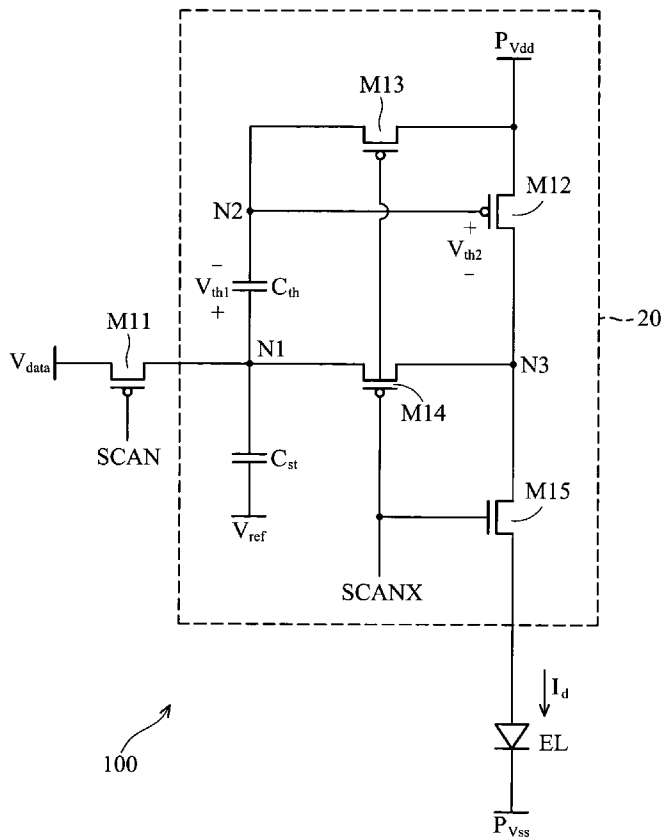 P_Vdd
M13
M12
N2
+
V_th2
−
−
V_th1
+
C_th
20
M11
V_data
N1
N3
M14
SCAN
C_st
M15
V_ref
SCANX
I_d
EL
100
P_Vss